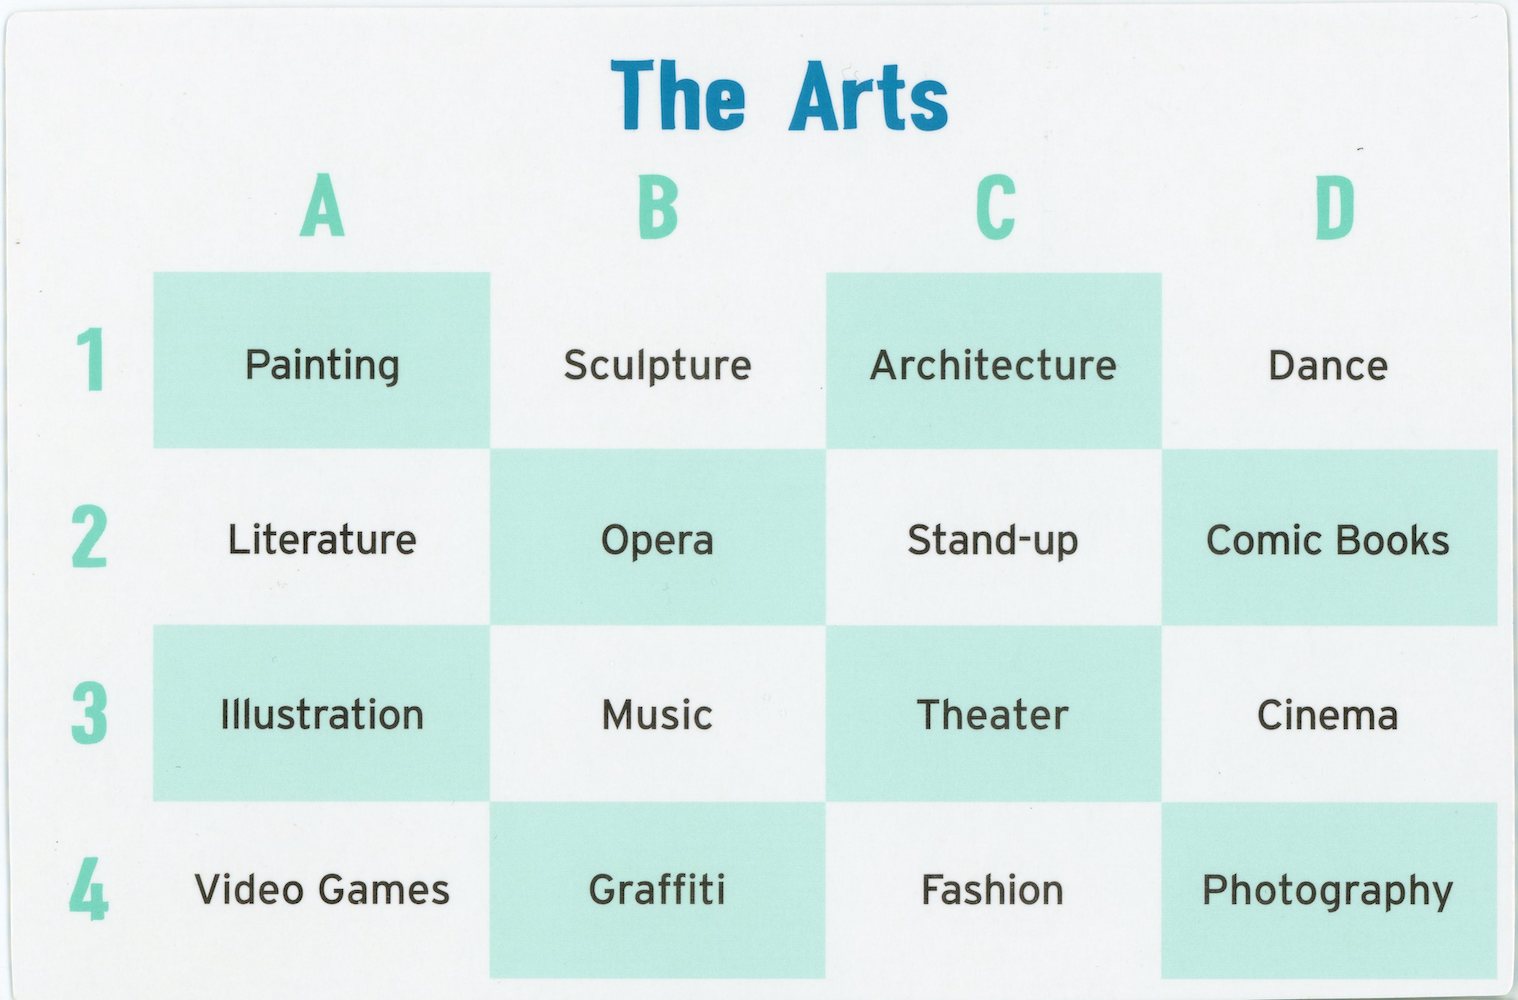 The Arts
A B C D
1 Painting Sculpture Architecture Dance
2 Literature Opera Stand-up Comic Books
3 Illustration Music Theater Cinema
4 Video Games Graffiti Fashion Photography